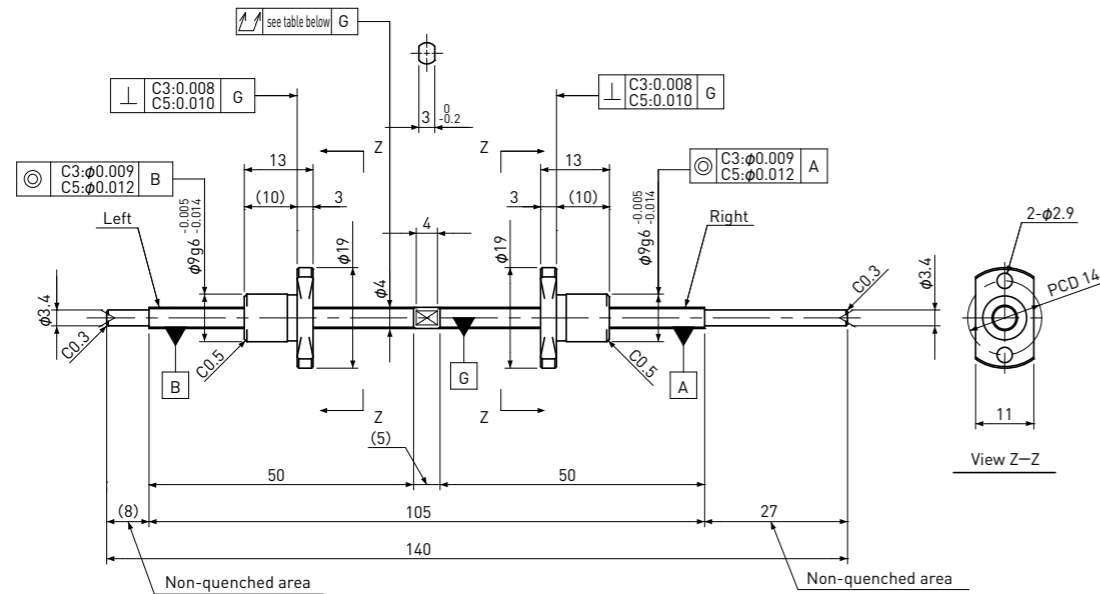 see table below G
⊥ C3:0.008 C5:0.010 G
3 0 -0.2
⊥ C3:0.008 C5:0.010 G
Z Z
13 13
◎ C3:ϕ0.009 C5:ϕ0.012 B
◎ C3:ϕ0.009 C5:ϕ0.012 A
(10) 3
3 (10)
Left
ϕ9g6 -0.005 -0.014
ϕ19
4
ϕ4
ϕ19
ϕ9g6 -0.005 -0.014
Right
2-ϕ2.9
ϕ3.4
C0.3
C0.5
B
G
C0.5
A
C0.3
ϕ3.4
PCD 14
Z Z
(5)
11
View Z–Z
50 50
(8) 105 27
140
Non-quenched area
Non-quenched area